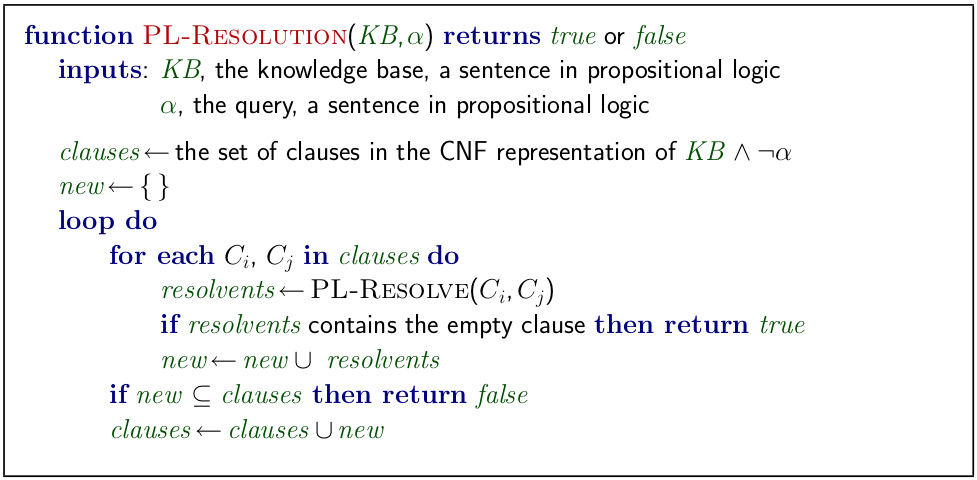 function PL-RESOLUTION(KB, α) returns true or false
inputs: KB, the knowledge base, a sentence in propositional logic
α, the query, a sentence in propositional logic
clauses ← the set of clauses in the CNF representation of KB ∧ ¬α
new ← { }
loop do
for each Ci, Cj in clauses do
resolvents ← PL-RESOLVE(Ci, Cj)
if resolvents contains the empty clause then return true
new ← new ∪ resolvents
if new ⊆ clauses then return false
clauses ← clauses ∪ new